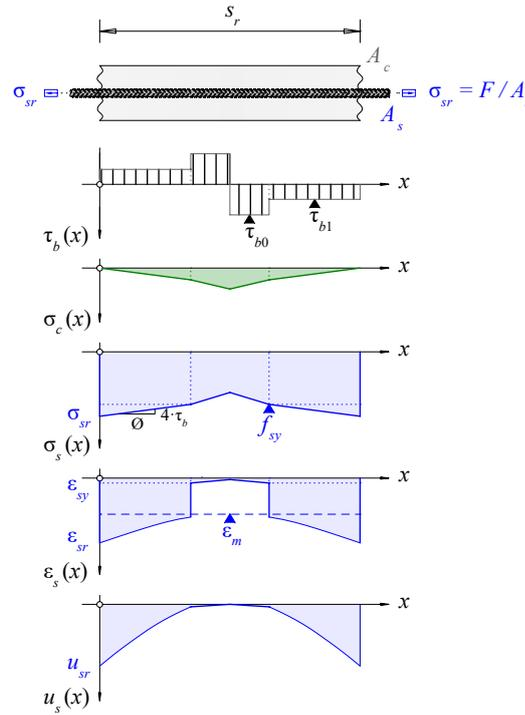 s_r
A_c
σ_sr
σ_sr = F / A
A_s
x
τ_b0
τ_b1
τ_b (x)
x
σ_c (x)
x
σ_sr
Ø
4·τ_b
f_sy
σ_s (x)
x
ε_sy
ε_sr
ε_m
ε_s (x)
x
u_sr
u_s (x)